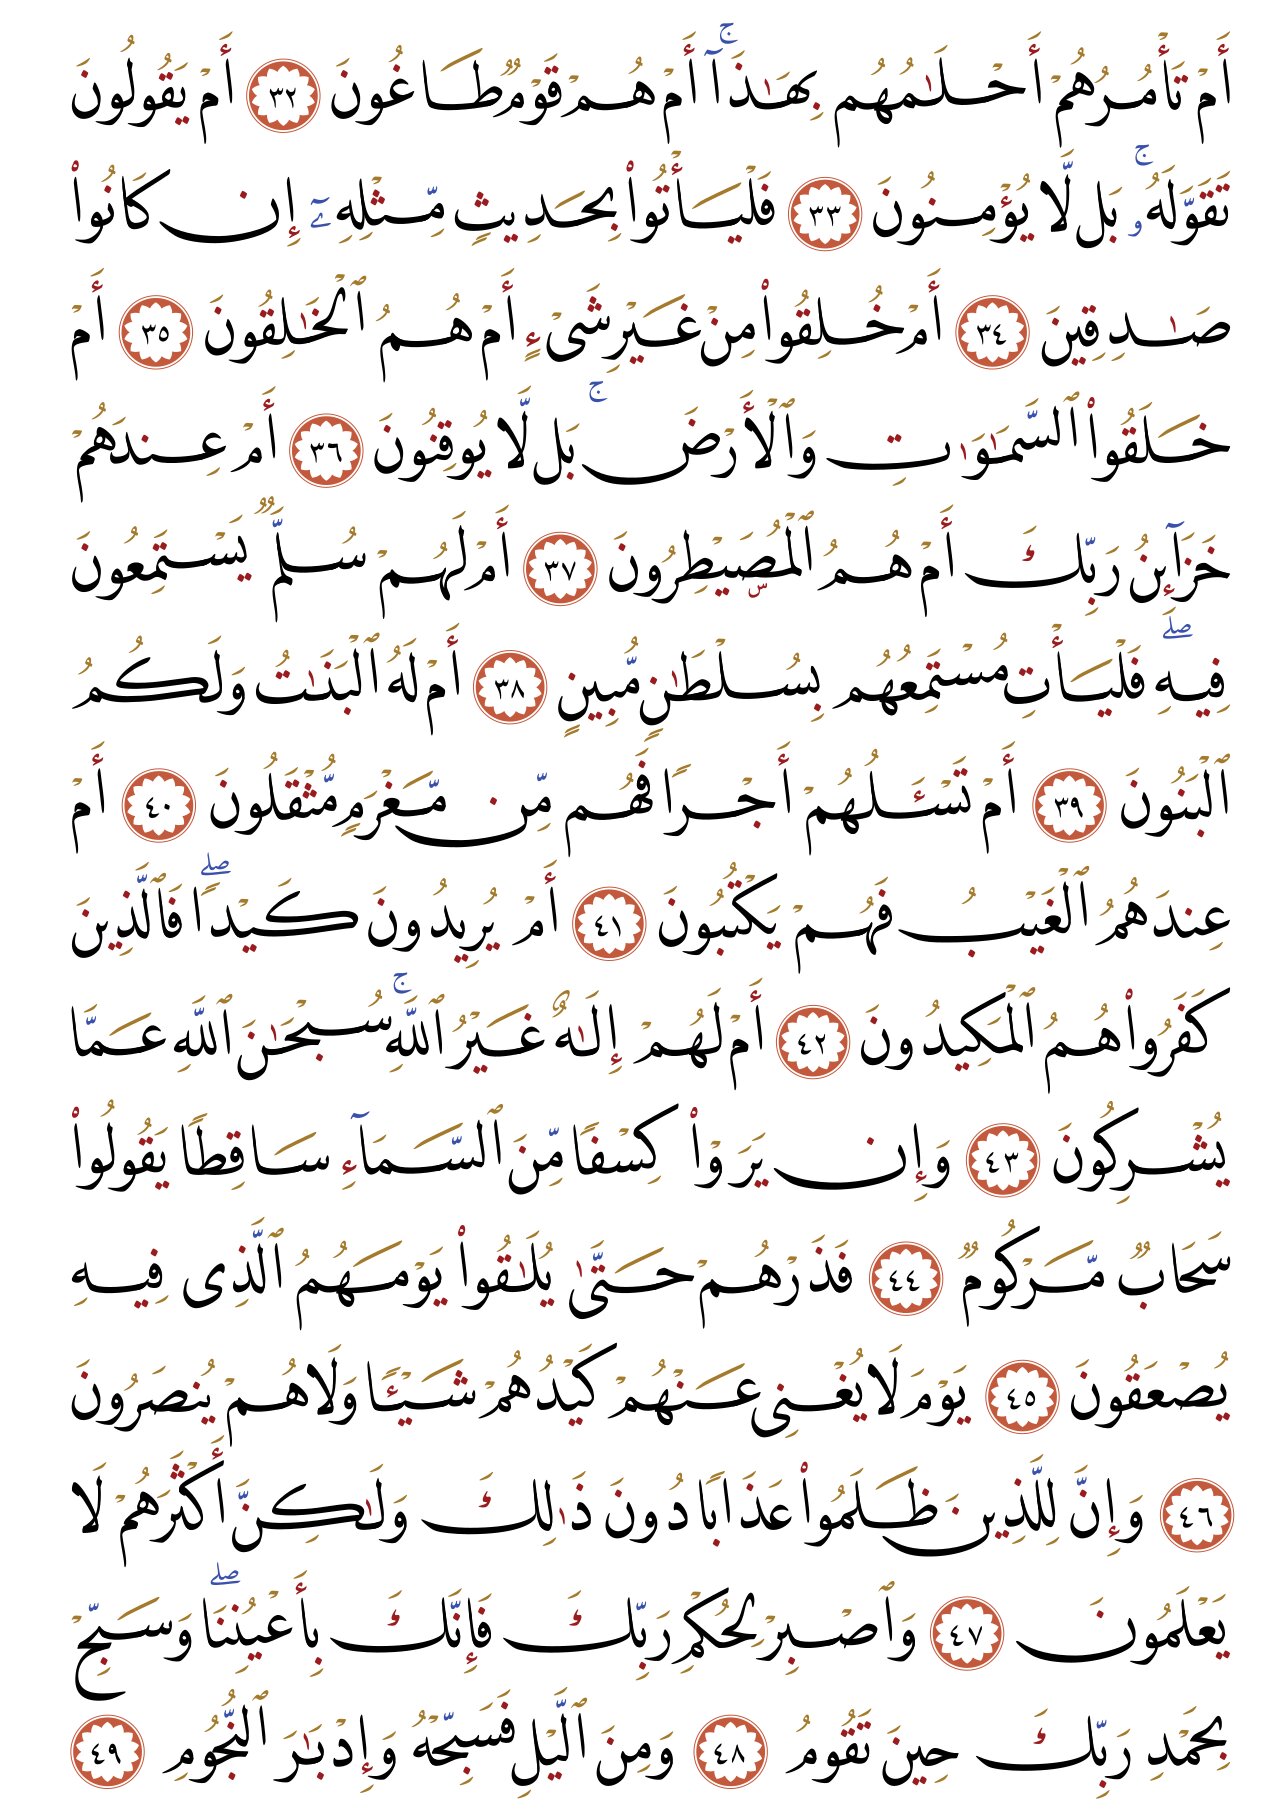 أَمْ تَأْمُرُهُمْ أَحْلَـٰمُهُم بِهَـٰذَآ ۚ أَمْ هُمْ قَوْمٌ طَاغُونَ ٣٢ أَمْ يَقُولُونَ
تَقَوَّلَهُۥ ۚ بَل لَّا يُؤْمِنُونَ ٣٣ فَلْيَأْتُوا۟ بِحَدِيثٍ مِّثْلِهِۦٓ إِن كَانُوا۟
صَـٰدِقِينَ ٣٤ أَمْ خُلِقُوا۟ مِنْ غَيْرِ شَىْءٍ أَمْ هُمُ ٱلْخَـٰلِقُونَ ٣٥ أَمْ
خَلَقُوا۟ ٱلسَّمَـٰوَٰتِ وَٱلْأَرْضَ ۚ بَل لَّا يُوقِنُونَ ٣٦ أَمْ عِندَهُمْ
خَزَآئِنُ رَبِّكَ أَمْ هُمُ ٱلْمُصَۣيْطِرُونَ ٣٧ أَمْ لَهُمْ سُلَّمٌ يَسْتَمِعُونَ
فِيهِ ۖ فَلْيَأْتِ مُسْتَمِعُهُم بِسُلْطَـٰنٍ مُّبِينٍ ٣٨ أَمْ لَهُ ٱلْبَنَـٰتُ وَلَكُمُ
ٱلْبَنُونَ ٣٩ أَمْ تَسْـَٔلُهُمْ أَجْرًا فَهُم مِّن مَّغْرَمٍ مُّثْقَلُونَ ٤٠ أَمْ
عِندَهُمُ ٱلْغَيْبُ فَهُمْ يَكْتُبُونَ ٤١ أَمْ يُرِيدُونَ كَيْدًا ۖ فَٱلَّذِينَ
كَفَرُوا۟ هُمُ ٱلْمَكِيدُونَ ٤٢ أَمْ لَهُمْ إِلَـٰهٌ غَيْرُ ٱللَّهِ ۚ سُبْحَـٰنَ ٱللَّهِ عَمَّا
يُشْرِكُونَ ٤٣ وَإِن يَرَوْا۟ كِسْفًا مِّنَ ٱلسَّمَآءِ سَاقِطًا يَقُولُوا۟
سَحَابٌ مَّرْكُومٌ ٤٤ فَذَرْهُمْ حَتَّىٰ يُلَـٰقُوا۟ يَوْمَهُمُ ٱلَّذِى فِيهِ
يُصْعَقُونَ ٤٥ يَوْمَ لَا يُغْنِى عَنْهُمْ كَيْدُهُمْ شَيْـًٔا وَلَا هُمْ يُنصَرُونَ
٤٦ وَإِنَّ لِلَّذِينَ ظَلَمُوا۟ عَذَابًا دُونَ ذَٰلِكَ وَلَـٰكِنَّ أَكْثَرَهُمْ لَا
يَعْلَمُونَ ٤٧ وَٱصْبِرْ لِحُكْمِ رَبِّكَ فَإِنَّكَ بِأَعْيُنِنَا ۖ وَسَبِّحْ
بِحَمْدِ رَبِّكَ حِينَ تَقُومُ ٤٨ وَمِنَ ٱلَّيْلِ فَسَبِّحْهُ وَإِدْبَـٰرَ ٱلنُّجُومِ ٤٩